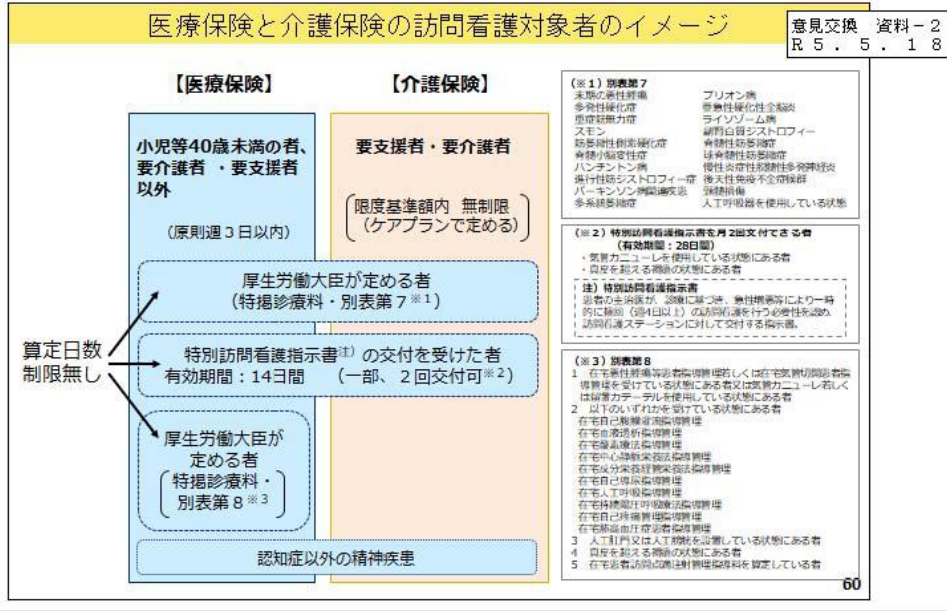 医療保険と介護保険の訪問看護対象者のイメージ
意見交換 資料－2
R5.5.18
【医療保険】
【介護保険】
小児等40歳未満の者、
要介護者・要支援者
以外
(原則週３日以内)
要支援者・要介護者
限度基準額内 無制限
(ケアプランで定める)
厚生労働大臣が定める者
(特掲診療料・別表第７※1)
特別訪問看護指示書注）の交付を受けた者
有効期間：14日間 (一部、２回交付可※2)
算定日数
制限無し
厚生労働大臣が
定める者
特掲診療料・
別表第８※3
認知症以外の精神疾患
(※１) 別表第7
末期の悪性腫瘍 プリオン病
多発性硬化症 亜急性硬化性全脳炎
重症筋無力症 ライソゾーム病
スモン 副腎白質ジストロフィー
筋萎縮性側索硬化症 脊髄性筋萎縮症
脊髄小脳変性症 球脊髄性筋萎縮症
ハンチントン病 慢性炎症性脱髄性多発神経炎
進行性筋ジストロフィー症 後天性免疫不全症候群
パーキンソン病関連疾患 頸髄損傷
多系統萎縮症 人工呼吸器を使用している状態
(※２) 特別訪問看護指示書を月2回交付できる者
(有効期間：28日間)
・気管カニューレを使用している状態にある者
・真皮を超える褥瘡の状態にある者
注）特別訪問看護指示書
患者の主治医が、診療に基づき、急性増悪等により一時
的に頻回（週4日以上）の訪問看護を行う必要性を認め、
訪問看護ステーションに対して交付する指示書。
(※３) 別表第8
1 在宅悪性腫瘍等患者指導管理若しくは在宅気管切開患者指
導管理を受けている状態にある者又は気管カニューレ若しく
は留置カテーテルを使用している状態にある者
2 以下のいずれかを受けている状態にある者
在宅自己腹膜灌流指導管理
在宅血液透析指導管理
在宅酸素療法指導管理
在宅中心静脈栄養法指導管理
在宅成分栄養経管栄養法指導管理
在宅自己導尿指導管理
在宅人工呼吸指導管理
在宅持続陽圧呼吸療法指導管理
在宅自己疼痛管理指導管理
在宅肺高血圧症患者指導管理
3 人工肛門又は人工膀胱を設置している状態にある者
4 真皮を超える褥瘡の状態にある者
5 在宅患者訪問点滴注射管理指導料を算定している者
60